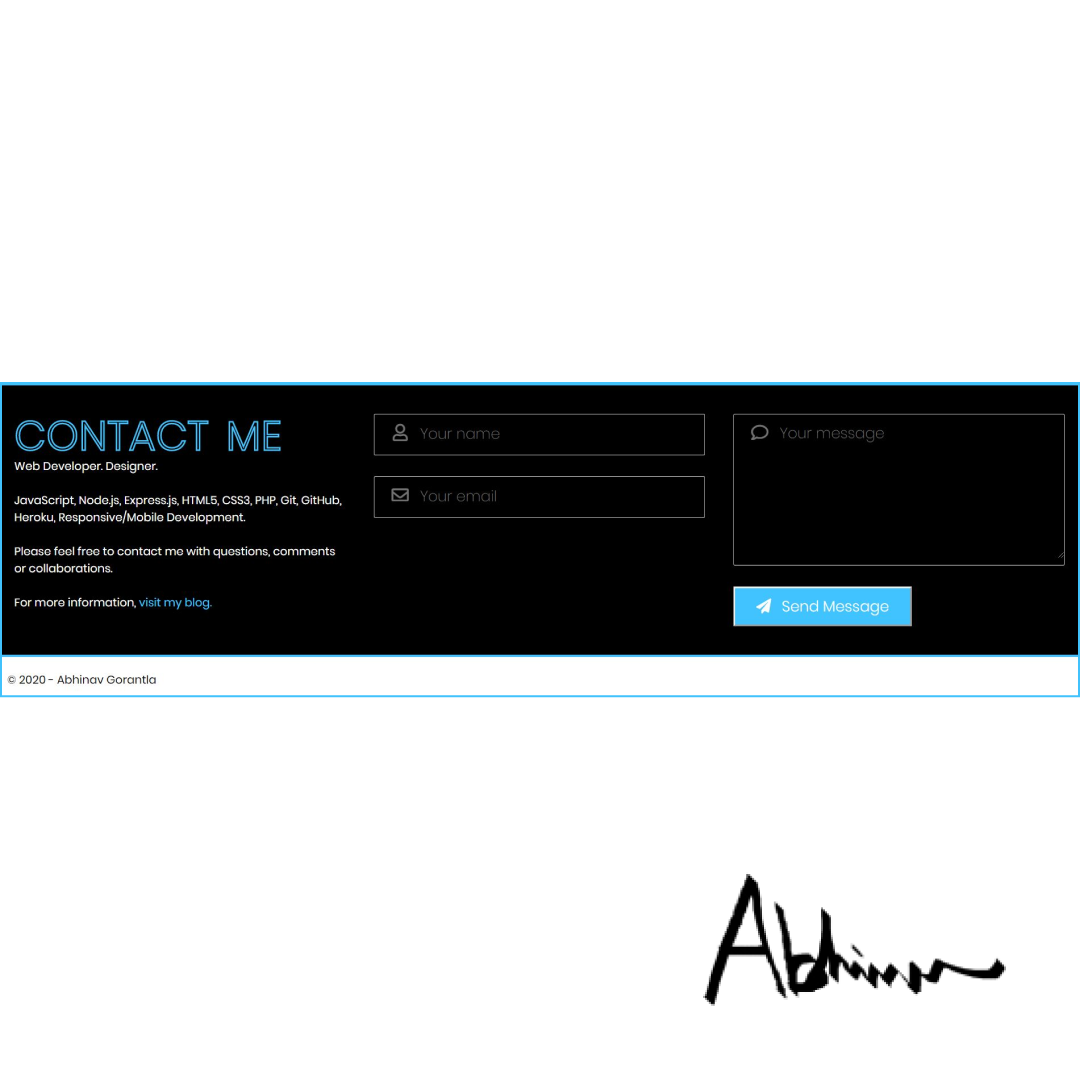 CONTACT ME
Web Developer. Designer.
JavaScript, Node.js, Express.js, HTML5, CSS3, PHP, Git, GitHub,
Heroku, Responsive/Mobile Development.
Please feel free to contact me with questions, comments
or collaborations.
For more information, visit my blog.
Your name
Your email
Your message
Send Message
© 2020 - Abhinav Gorantla
Abhinav